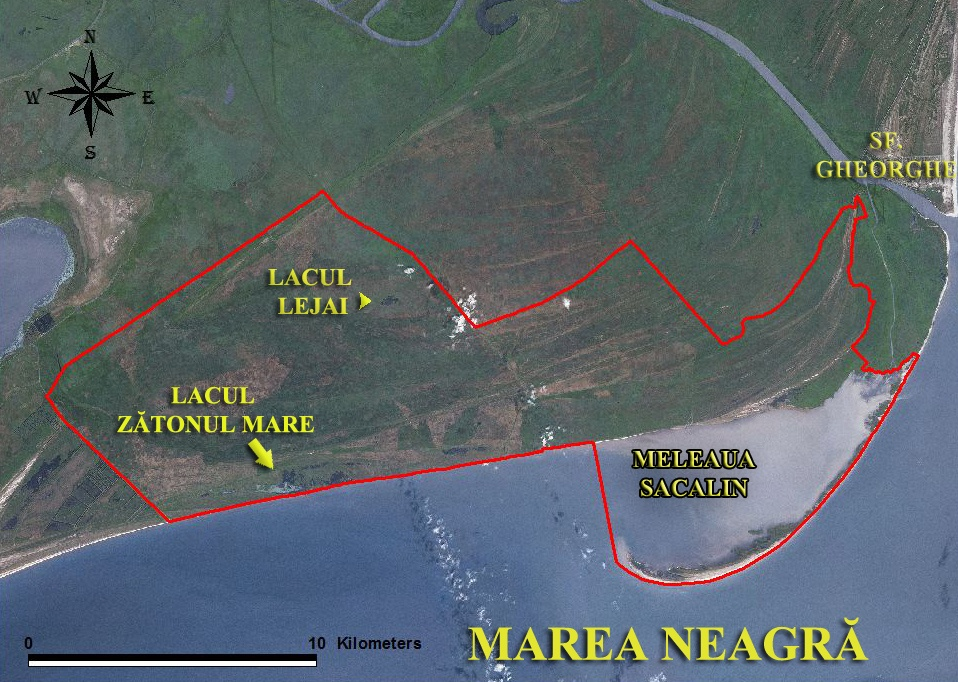 N
W E
S
SF.
GHEORGHE
LACUL
LEJAI
LACUL
ZĂTONUL MARE
MELEAUA
SACALIN
0 10 Kilometers
MAREA NEAGRĂ